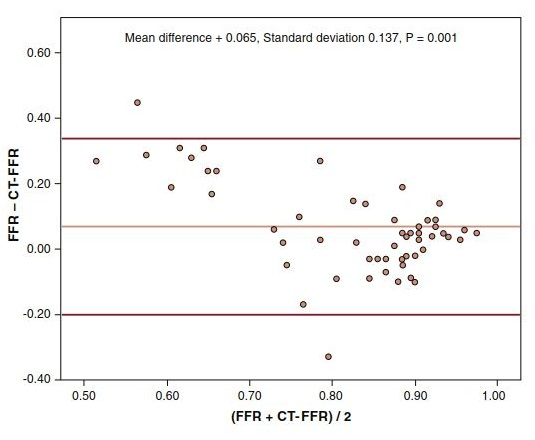 Mean difference + 0.065, Standard deviation 0.137, P = 0.001
0.60
0.40
0.20
0.00
-0.20
-0.40
FFR – CT-FFR
0.50 0.60 0.70 0.80 0.90 1.00
(FFR + CT-FFR) / 2